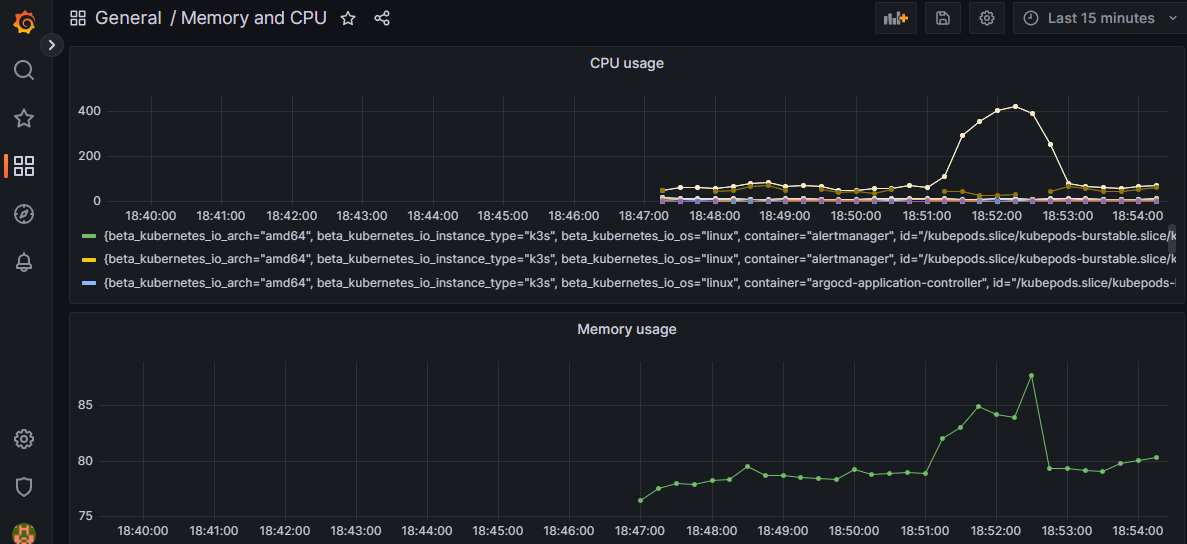 General / Memory and CPU
Last 15 minutes
CPU usage
400
200
0
18:40:00 18:41:00 18:42:00 18:43:00 18:44:00 18:45:00 18:46:00 18:47:00 18:48:00 18:49:00 18:50:00 18:51:00 18:52:00 18:53:00 18:54:00
{beta_kubernetes_io_arch="amd64", beta_kubernetes_io_instance_type="k3s", beta_kubernetes_io_os="linux", container="alertmanager", id="/kubepods.slice/kubepods-burstable.slice/k
{beta_kubernetes_io_arch="amd64", beta_kubernetes_io_instance_type="k3s", beta_kubernetes_io_os="linux", container="alertmanager", id="/kubepods.slice/kubepods-burstable.slice/k
{beta_kubernetes_io_arch="amd64", beta_kubernetes_io_instance_type="k3s", beta_kubernetes_io_os="linux", container="argocd-application-controller", id="/kubepods.slice/kubepods-
Memory usage
85
80
75
18:40:00 18:41:00 18:42:00 18:43:00 18:44:00 18:45:00 18:46:00 18:47:00 18:48:00 18:49:00 18:50:00 18:51:00 18:52:00 18:53:00 18:54:00